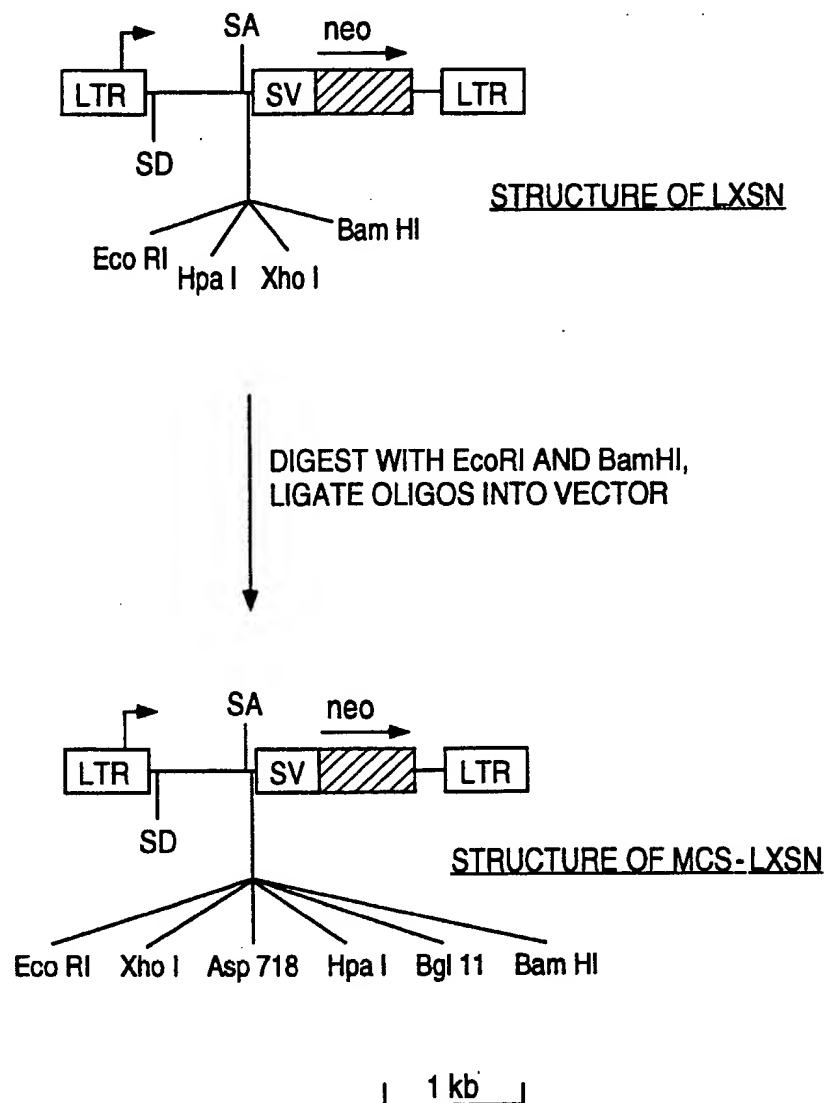 SA neo
LTR SV LTR
SD
STRUCTURE OF LXSN
Eco RI Hpa I Xho I Bam HI
DIGEST WITH EcoRI AND BamHI,
LIGATE OLIGOS INTO VECTOR
SA neo
LTR SV LTR
SD
STRUCTURE OF MCS-LXSN
Eco RI Xho I Asp 718 Hpa I Bgl 11 Bam HI
1 kb